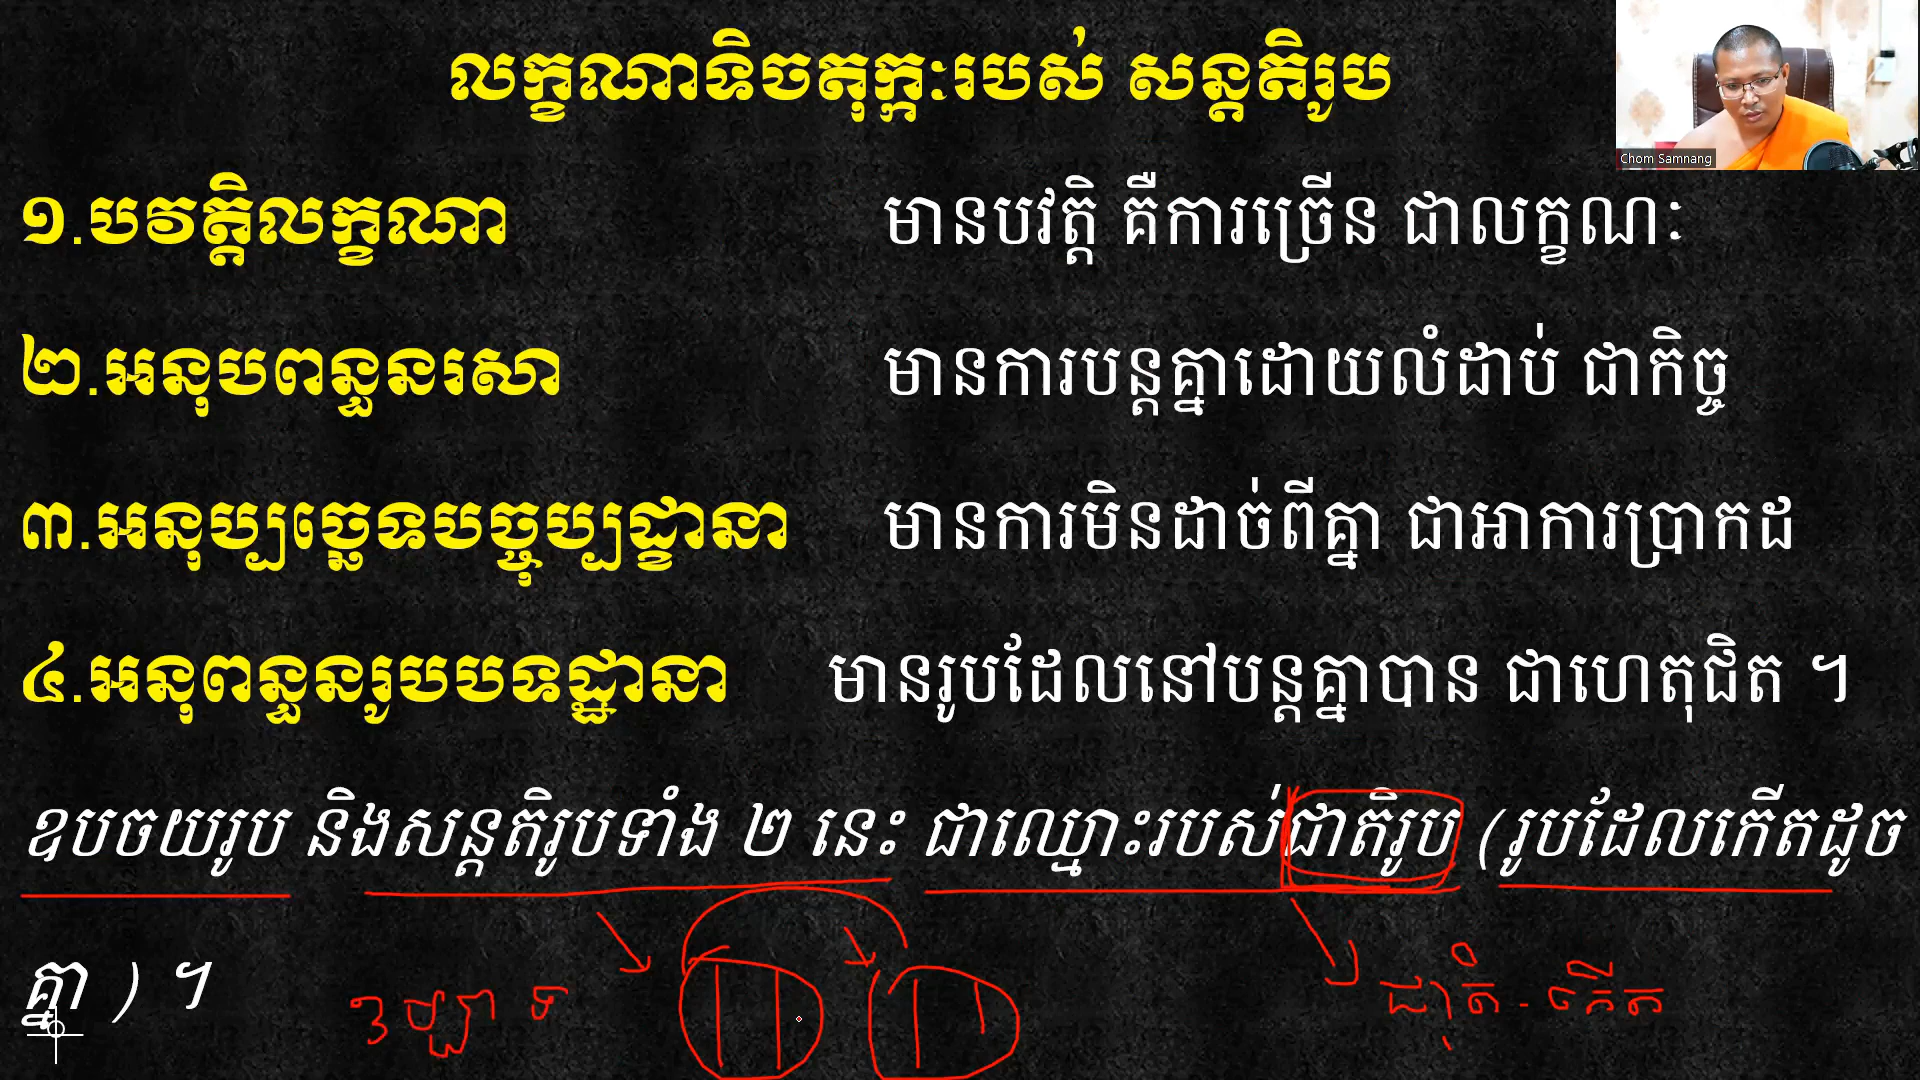 លក្ខណាទិចតុក្កៈរបស់ សន្តតិរូប
Chom Samnang
១.បវត្តិលក្ខណា មានបវត្តិ គឺការច្រើន ជាលក្ខណៈ
២.អនុបពន្ធនរសា មានការបន្តគ្នាដោយលំដាប់ ជាកិច្ច
៣.អនុប្បច្ឆេទបច្ចុប្បដ្ឋានា មានការមិនដាច់ពីគ្នា ជាអាការប្រាកដ
៤.អនុពន្ធនរូបបទដ្ឋានា មានរូបដែលនៅបន្តគ្នាបាន ជាហេតុជិត ។
ឧបចយរូប និងសន្តតិរូបទាំង ២ នេះ ជាឈ្មោះរបស់ជាតិរូប (រូបដែលកើតដូច
គ្នា ) ។
ឧប្បាទ
ជាតិ - កើត